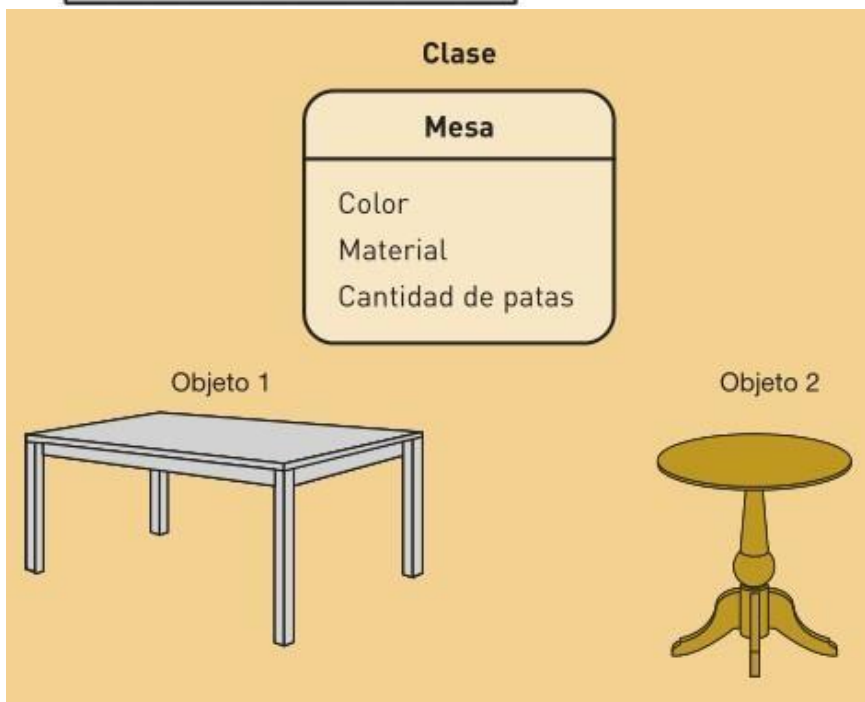 Clase
Mesa
Color
Material
Cantidad de patas
Objeto 1
Objeto 2